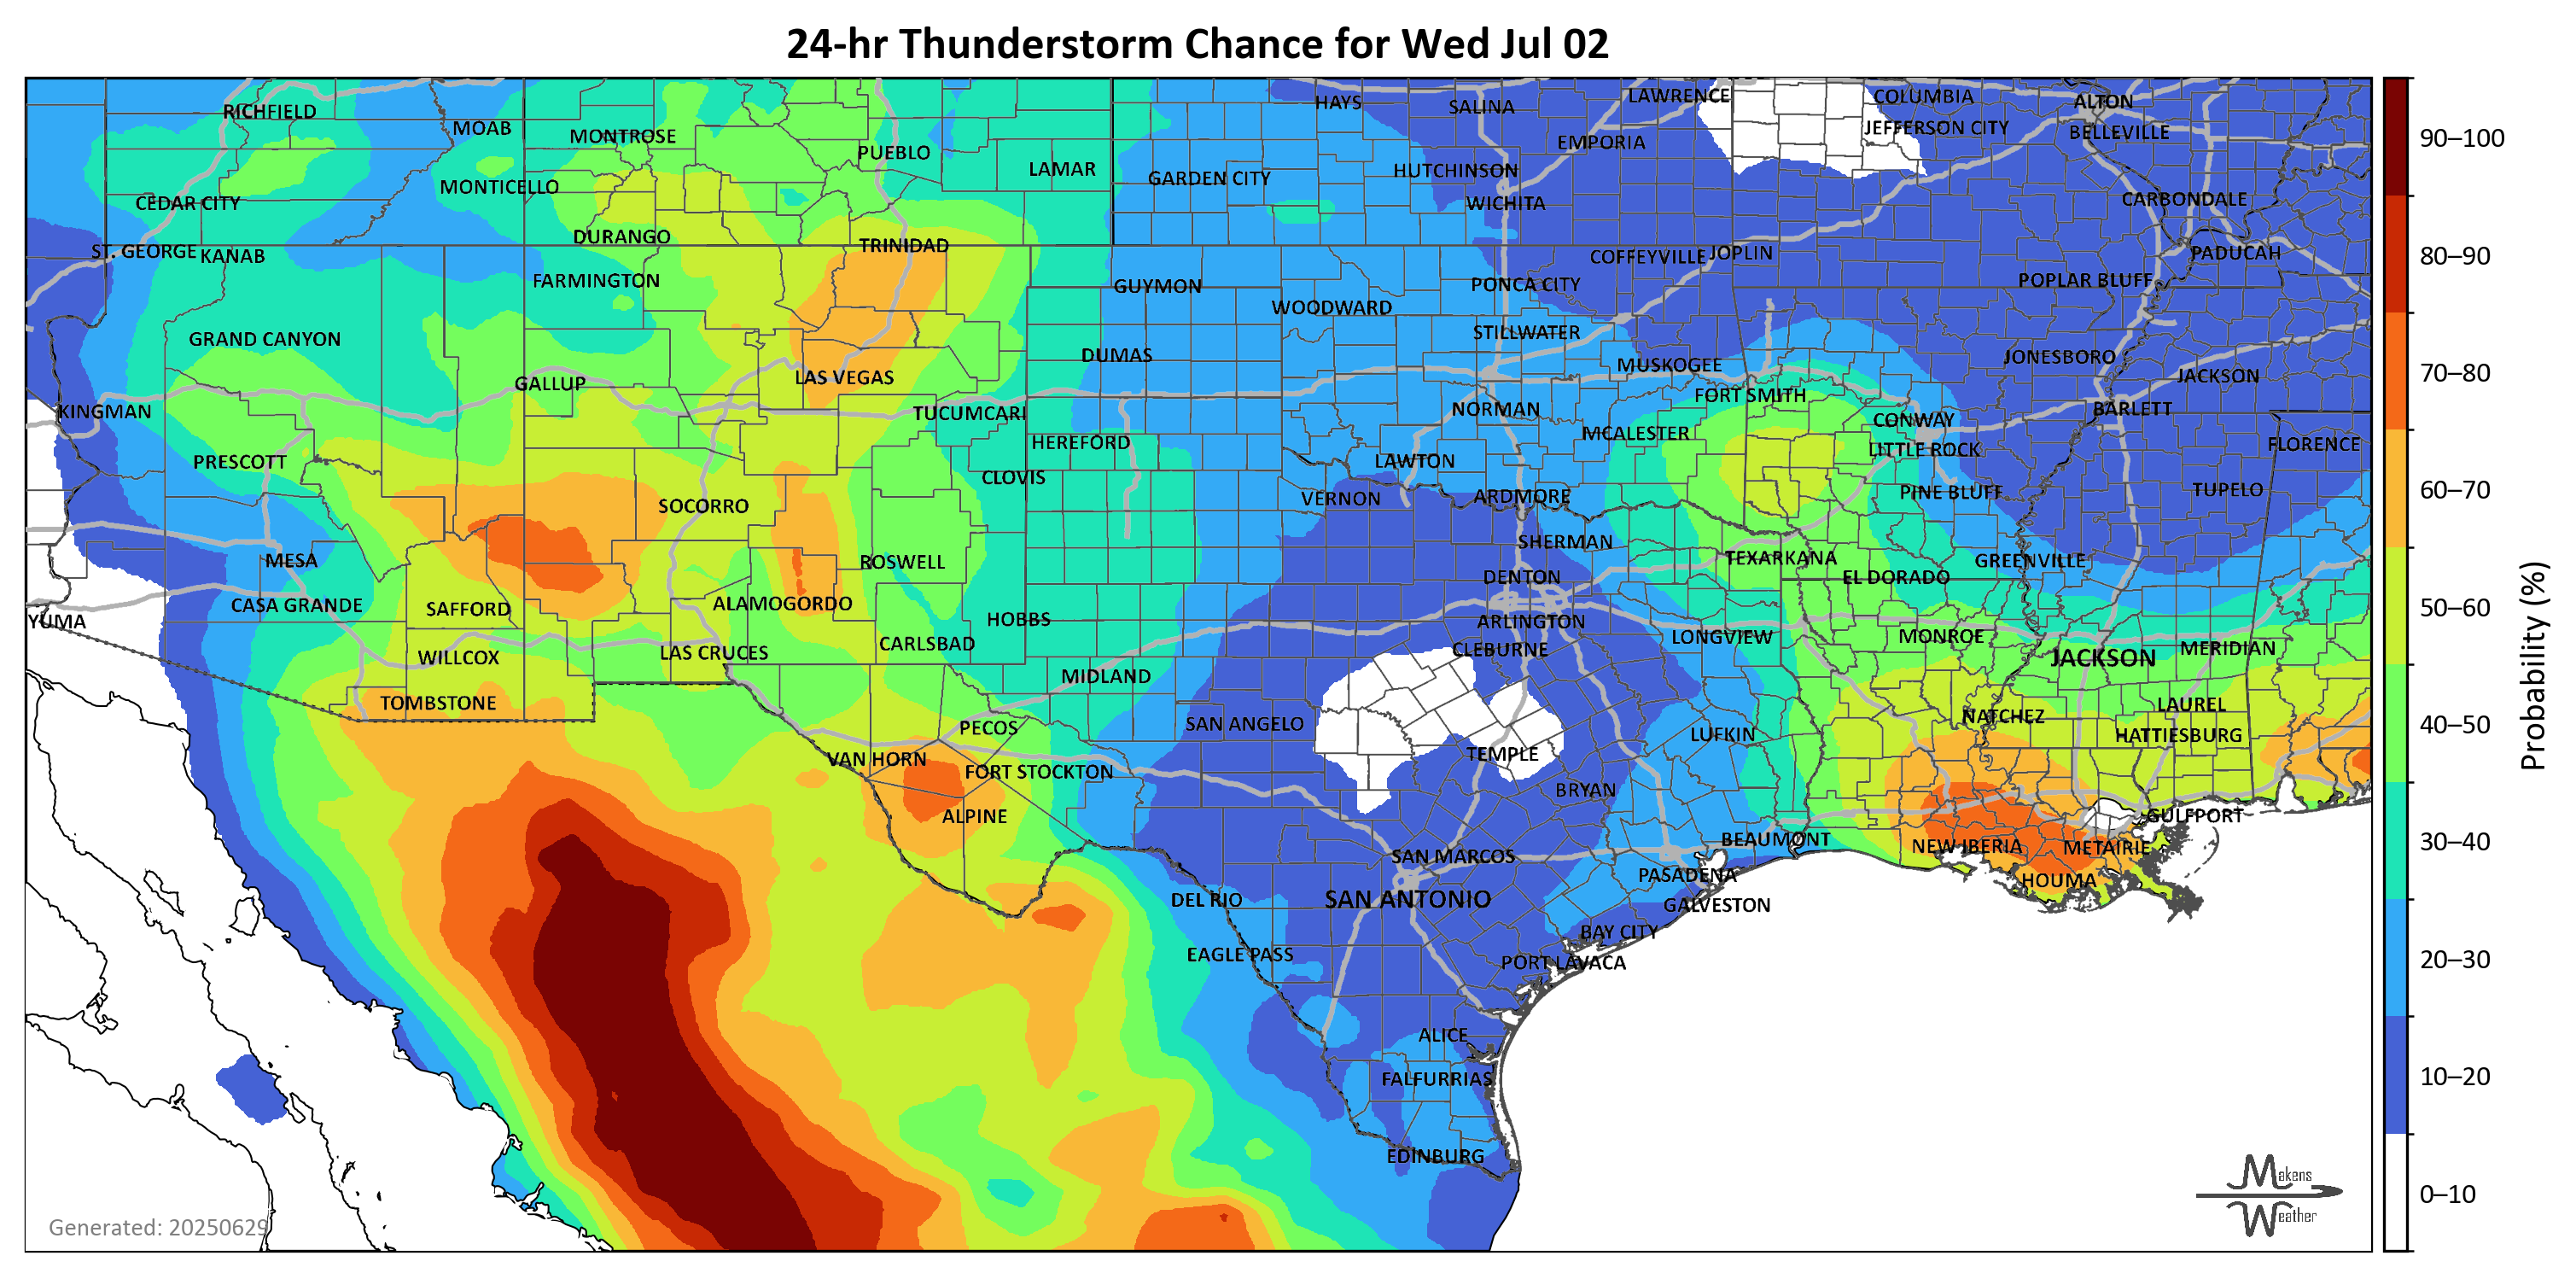 24-hr Thunderstorm Chance for Wed Jul 02
RICHFIELD
MOAB
MONTROSE
PUEBLO
LAMAR
HAYS
SALINA
LAWRENCE
COLUMBIA
ALTON
JEFFERSON CITY
BELLEVILLE
EMPORIA
MONTICELLO
GARDEN CITY
HUTCHINSON
CEDAR CITY
WICHITA
CARBONDALE
DURANGO
TRINIDAD
ST. GEORGE
KANAB
COFFEYVILLE
JOPLIN
PADUCAH
FARMINGTON
GUYMON
PONCA CITY
POPLAR BLUFF
WOODWARD
GRAND CANYON
STILLWATER
DUMAS
MUSKOGEE
JONESBORO
GALLUP
LAS VEGAS
JACKSON
KINGMAN
TUCUMCARI
NORMAN
FORT SMITH
CONWAY
BARLETT
HEREFORD
MCALESTER
LITTLE ROCK
FLORENCE
PRESCOTT
CLOVIS
LAWTON
SOCORRO
VERNON
ARDMORE
PINE BLUFF
TUPELO
MESA
ROSWELL
SHERMAN
TEXARKANA
GREENVILLE
CASA GRANDE
SAFFORD
ALAMOGORDO
DENTON
EL DORADO
YUMA
HOBBS
ARLINGTON
WILLCOX
LAS CRUCES
CARLSBAD
CLEBURNE
LONGVIEW
MONROE
JACKSON
MERIDIAN
TOMBSTONE
MIDLAND
PECOS
SAN ANGELO
LUFKIN
NATCHEZ
LAUREL
HATTIESBURG
VAN HORN
FORT STOCKTON
TEMPLE
ALPINE
BRYAN
GULFPORT
SAN MARCOS
BEAUMONT
NEW IBERIA
METAIRIE
DEL RIO
SAN ANTONIO
PASADENA
HOUMA
GALVESTON
EAGLE PASS
BAY CITY
PORT LAVACA
ALICE
FALFURRIAS
EDINBURG
Generated: 20250629
Makens
Weather
90–100
80–90
70–80
60–70
50–60
40–50
30–40
20–30
10–20
0–10
Probability (%)